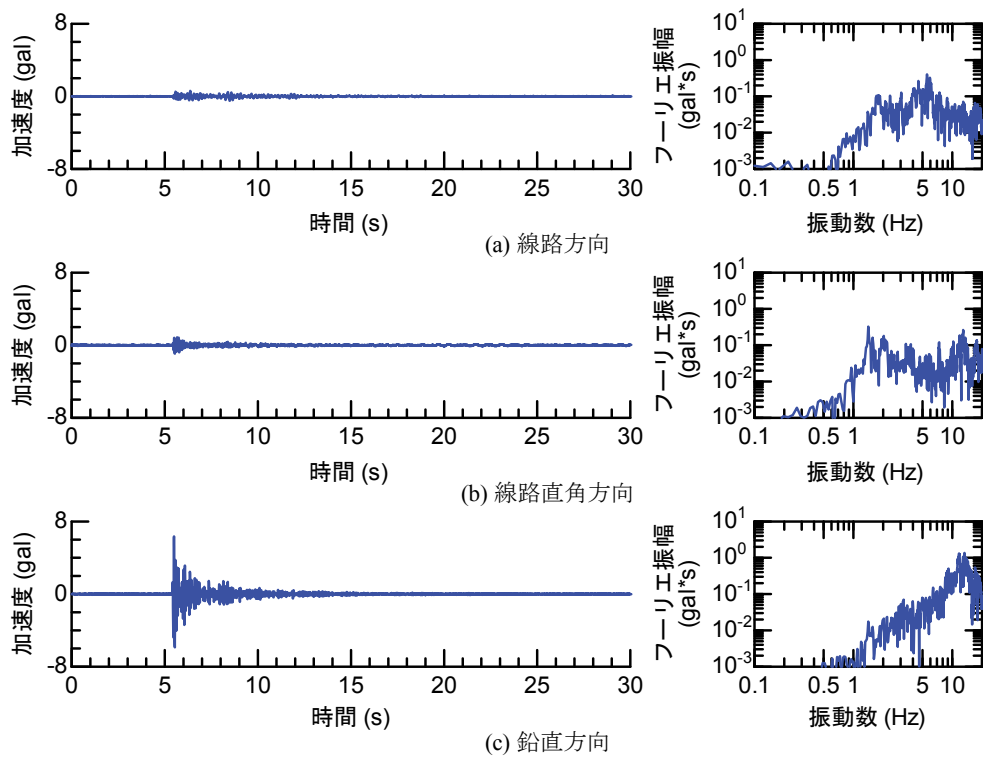 加速度 (gal)
8
0
-8
0 5 10 15 20 25 30
時間 (s)
フーリエ振幅
(gal*s)
10^1
10^0
10^-1
10^-2
10^-3
0.1 0.5 1 5 10
振動数 (Hz)
(a) 線路方向
加速度 (gal)
8
0
-8
0 5 10 15 20 25 30
時間 (s)
フーリエ振幅
(gal*s)
10^1
10^0
10^-1
10^-2
10^-3
0.1 0.5 1 5 10
振動数 (Hz)
(b) 線路直角方向
加速度 (gal)
8
0
-8
0 5 10 15 20 25 30
時間 (s)
フーリエ振幅
(gal*s)
10^1
10^0
10^-1
10^-2
10^-3
0.1 0.5 1 5 10
振動数 (Hz)
(c) 鉛直方向